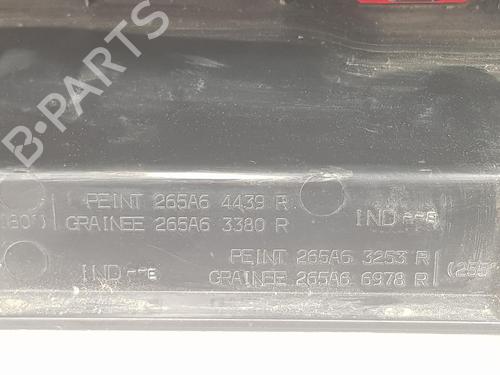 B-PARTS
PEINT 265A6 4439 R
GRAINEE 265A6 3380 R
IND
PEINT 265A6 3253 R
GRAINEE 265A6 6978 R
IND